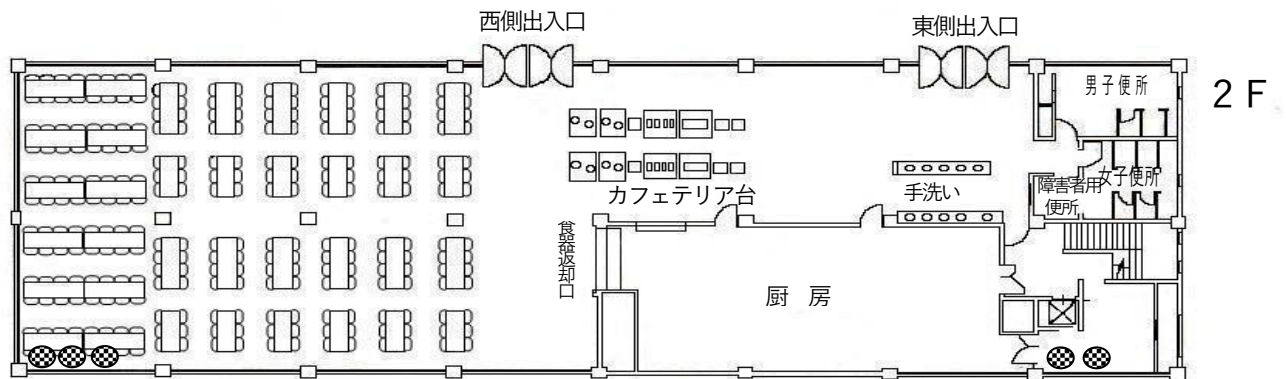 西側出入口
東側出入口
男子便所
2F
女子便所
障害者用
便所
カフェテリア台
手洗い
食器返却口
厨 房